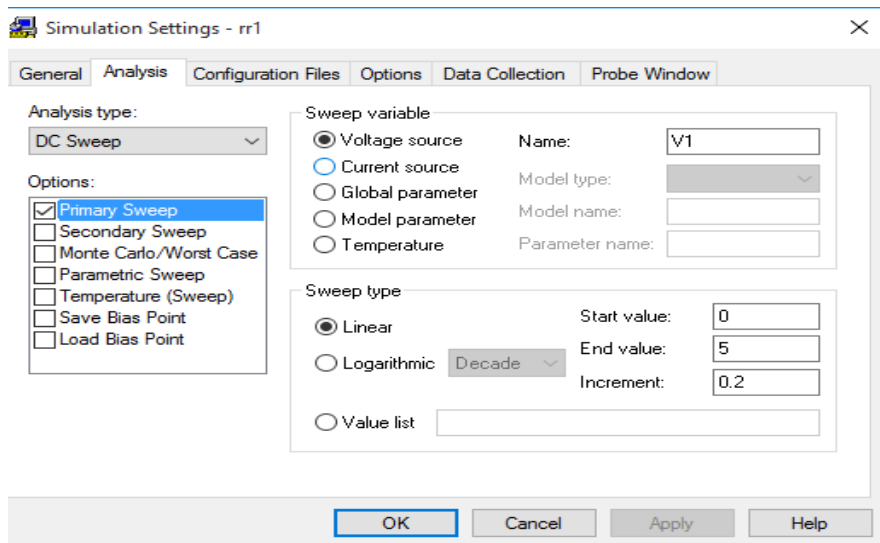 Simulation Settings - rr1
General Analysis Configuration Files Options Data Collection Probe Window
Analysis type:
DC Sweep
Options:
Primary Sweep
Secondary Sweep
Monte Carlo/Worst Case
Parametric Sweep
Temperature (Sweep)
Save Bias Point
Load Bias Point
Sweep variable
Voltage source Name: V1
Current source
Model type:
Global parameter
Model parameter Model name:
Temperature Parameter name:
Sweep type
Linear
Start value: 0
End value: 5
Logarithmic Decade
Increment: 0.2
Value list
OK Cancel Apply Help